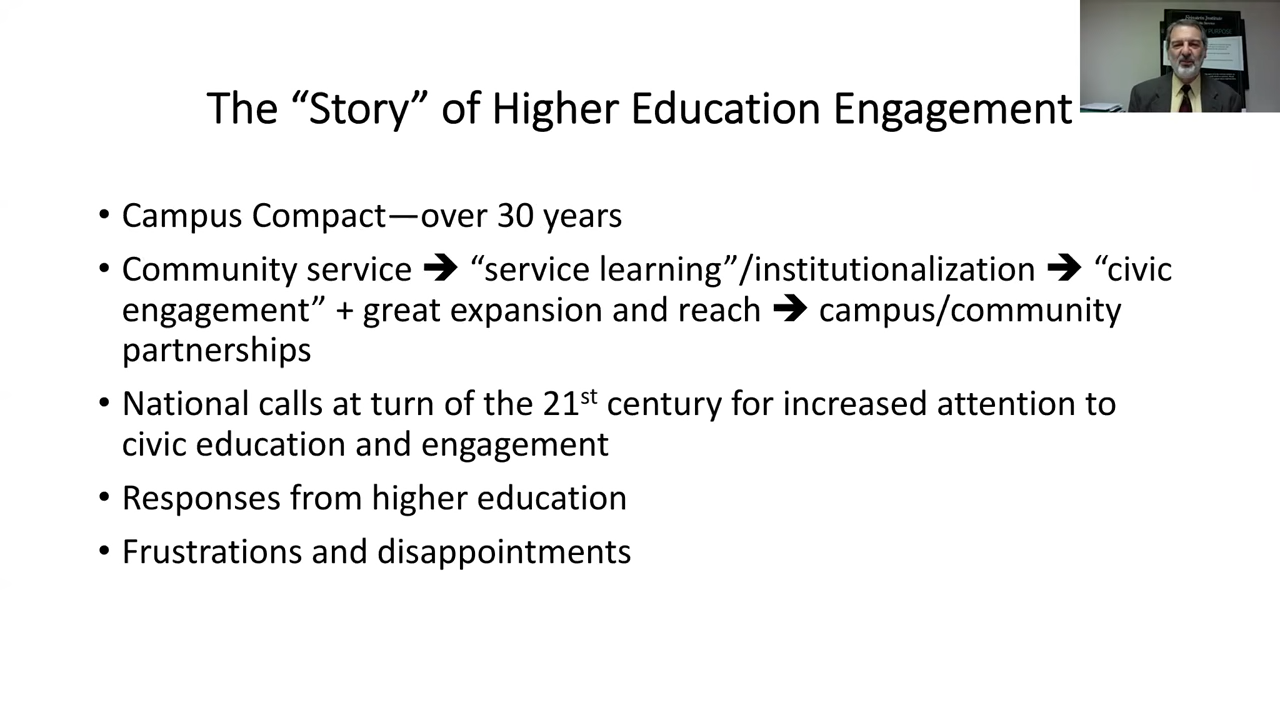 The “Story” of Higher Education Engagement
• Campus Compact—over 30 years
• Community service 🡺 “service learning”/institutionalization 🡺 “civic
engagement” + great expansion and reach 🡺 campus/community
partnerships
• National calls at turn of the 21st century for increased attention to
civic education and engagement
• Responses from higher education
• Frustrations and disappointments